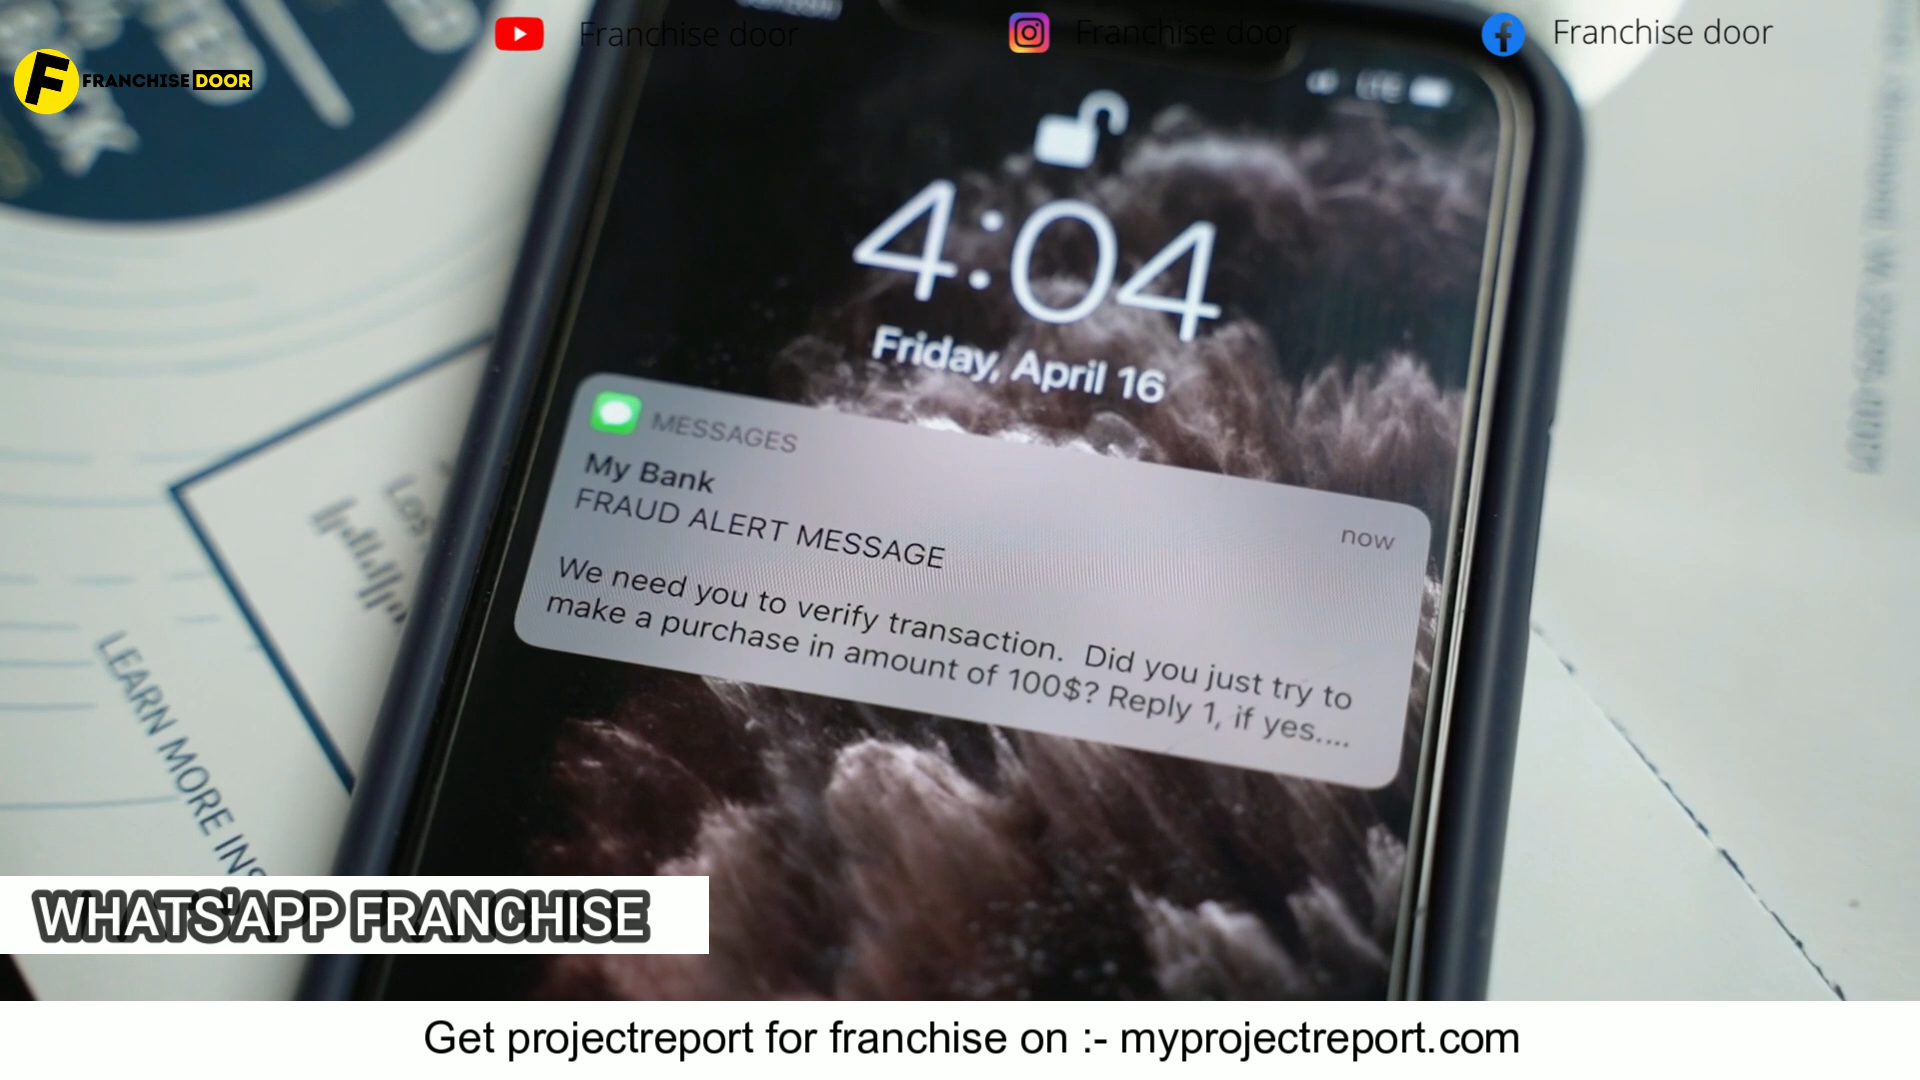 Franchise door
Franchise door
Franchise door
FRANCHISE DOOR
LTE
4:04
Friday, April 16
MESSAGES
now
My Bank
FRAUD ALERT MESSAGE
We need you to verify transaction. Did you just try to
make a purchase in amount of 100$? Reply 1, if yes....
LEARN MORE INS
WHATS'APP FRANCHISE
Get projectreport for franchise on :- myprojectreport.com